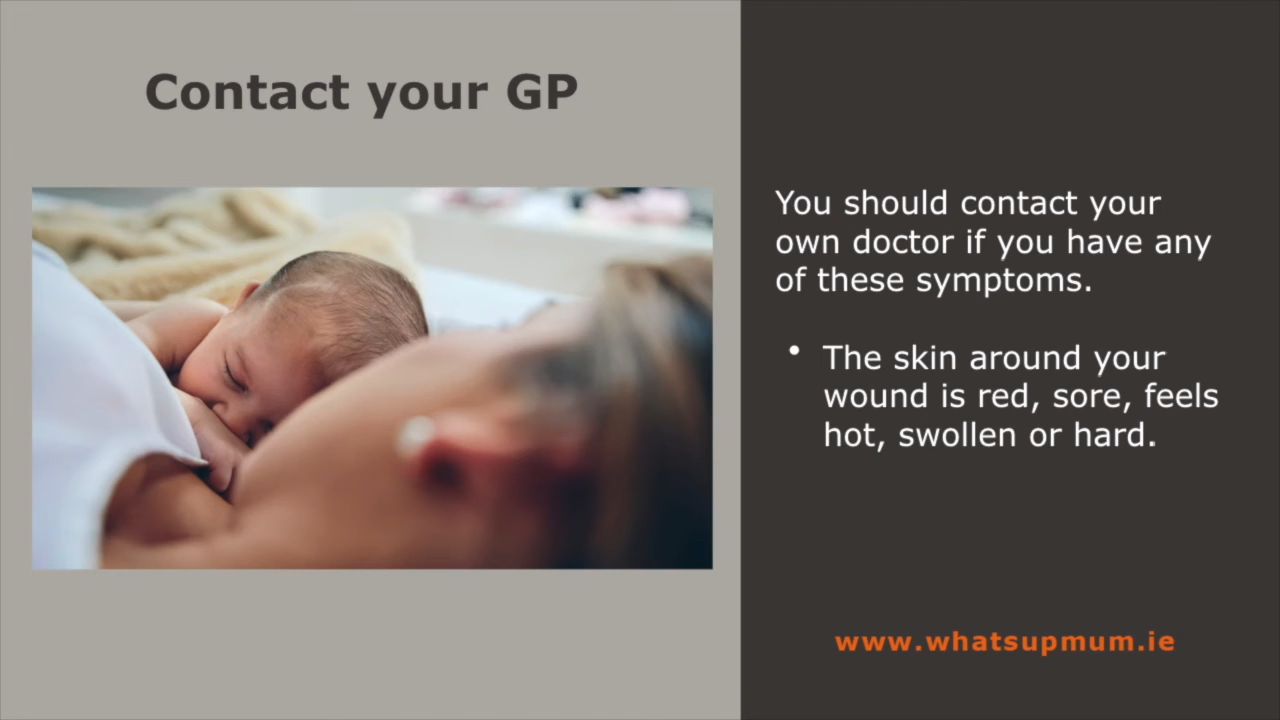 Contact your GP
You should contact your
own doctor if you have any
of these symptoms.
• The skin around your
wound is red, sore, feels
hot, swollen or hard.
www.whatsupmum.ie